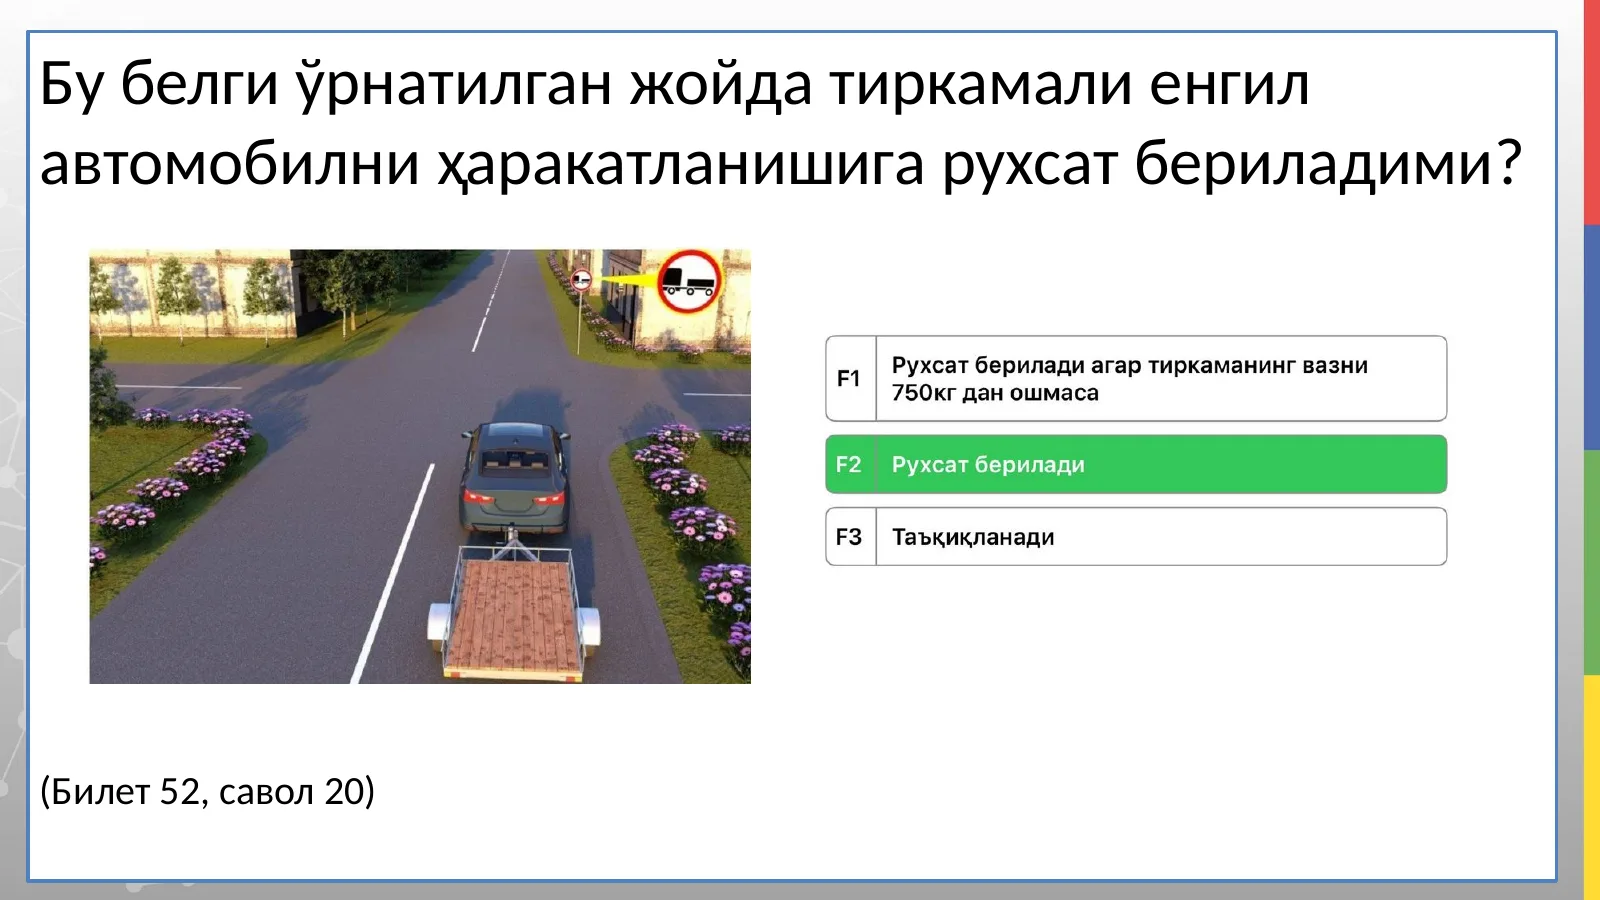 Бу белги ўрнатилган жойда тиркамали енгил
автомобилни ҳаракатланишига рухсат бериладими?
F1
Рухсат берилади агар тиркаманинг вазни
750кг дан ошмаса
F2
Рухсат берилади
F3
Таъқиқланади
(Билет 52, савол 20)